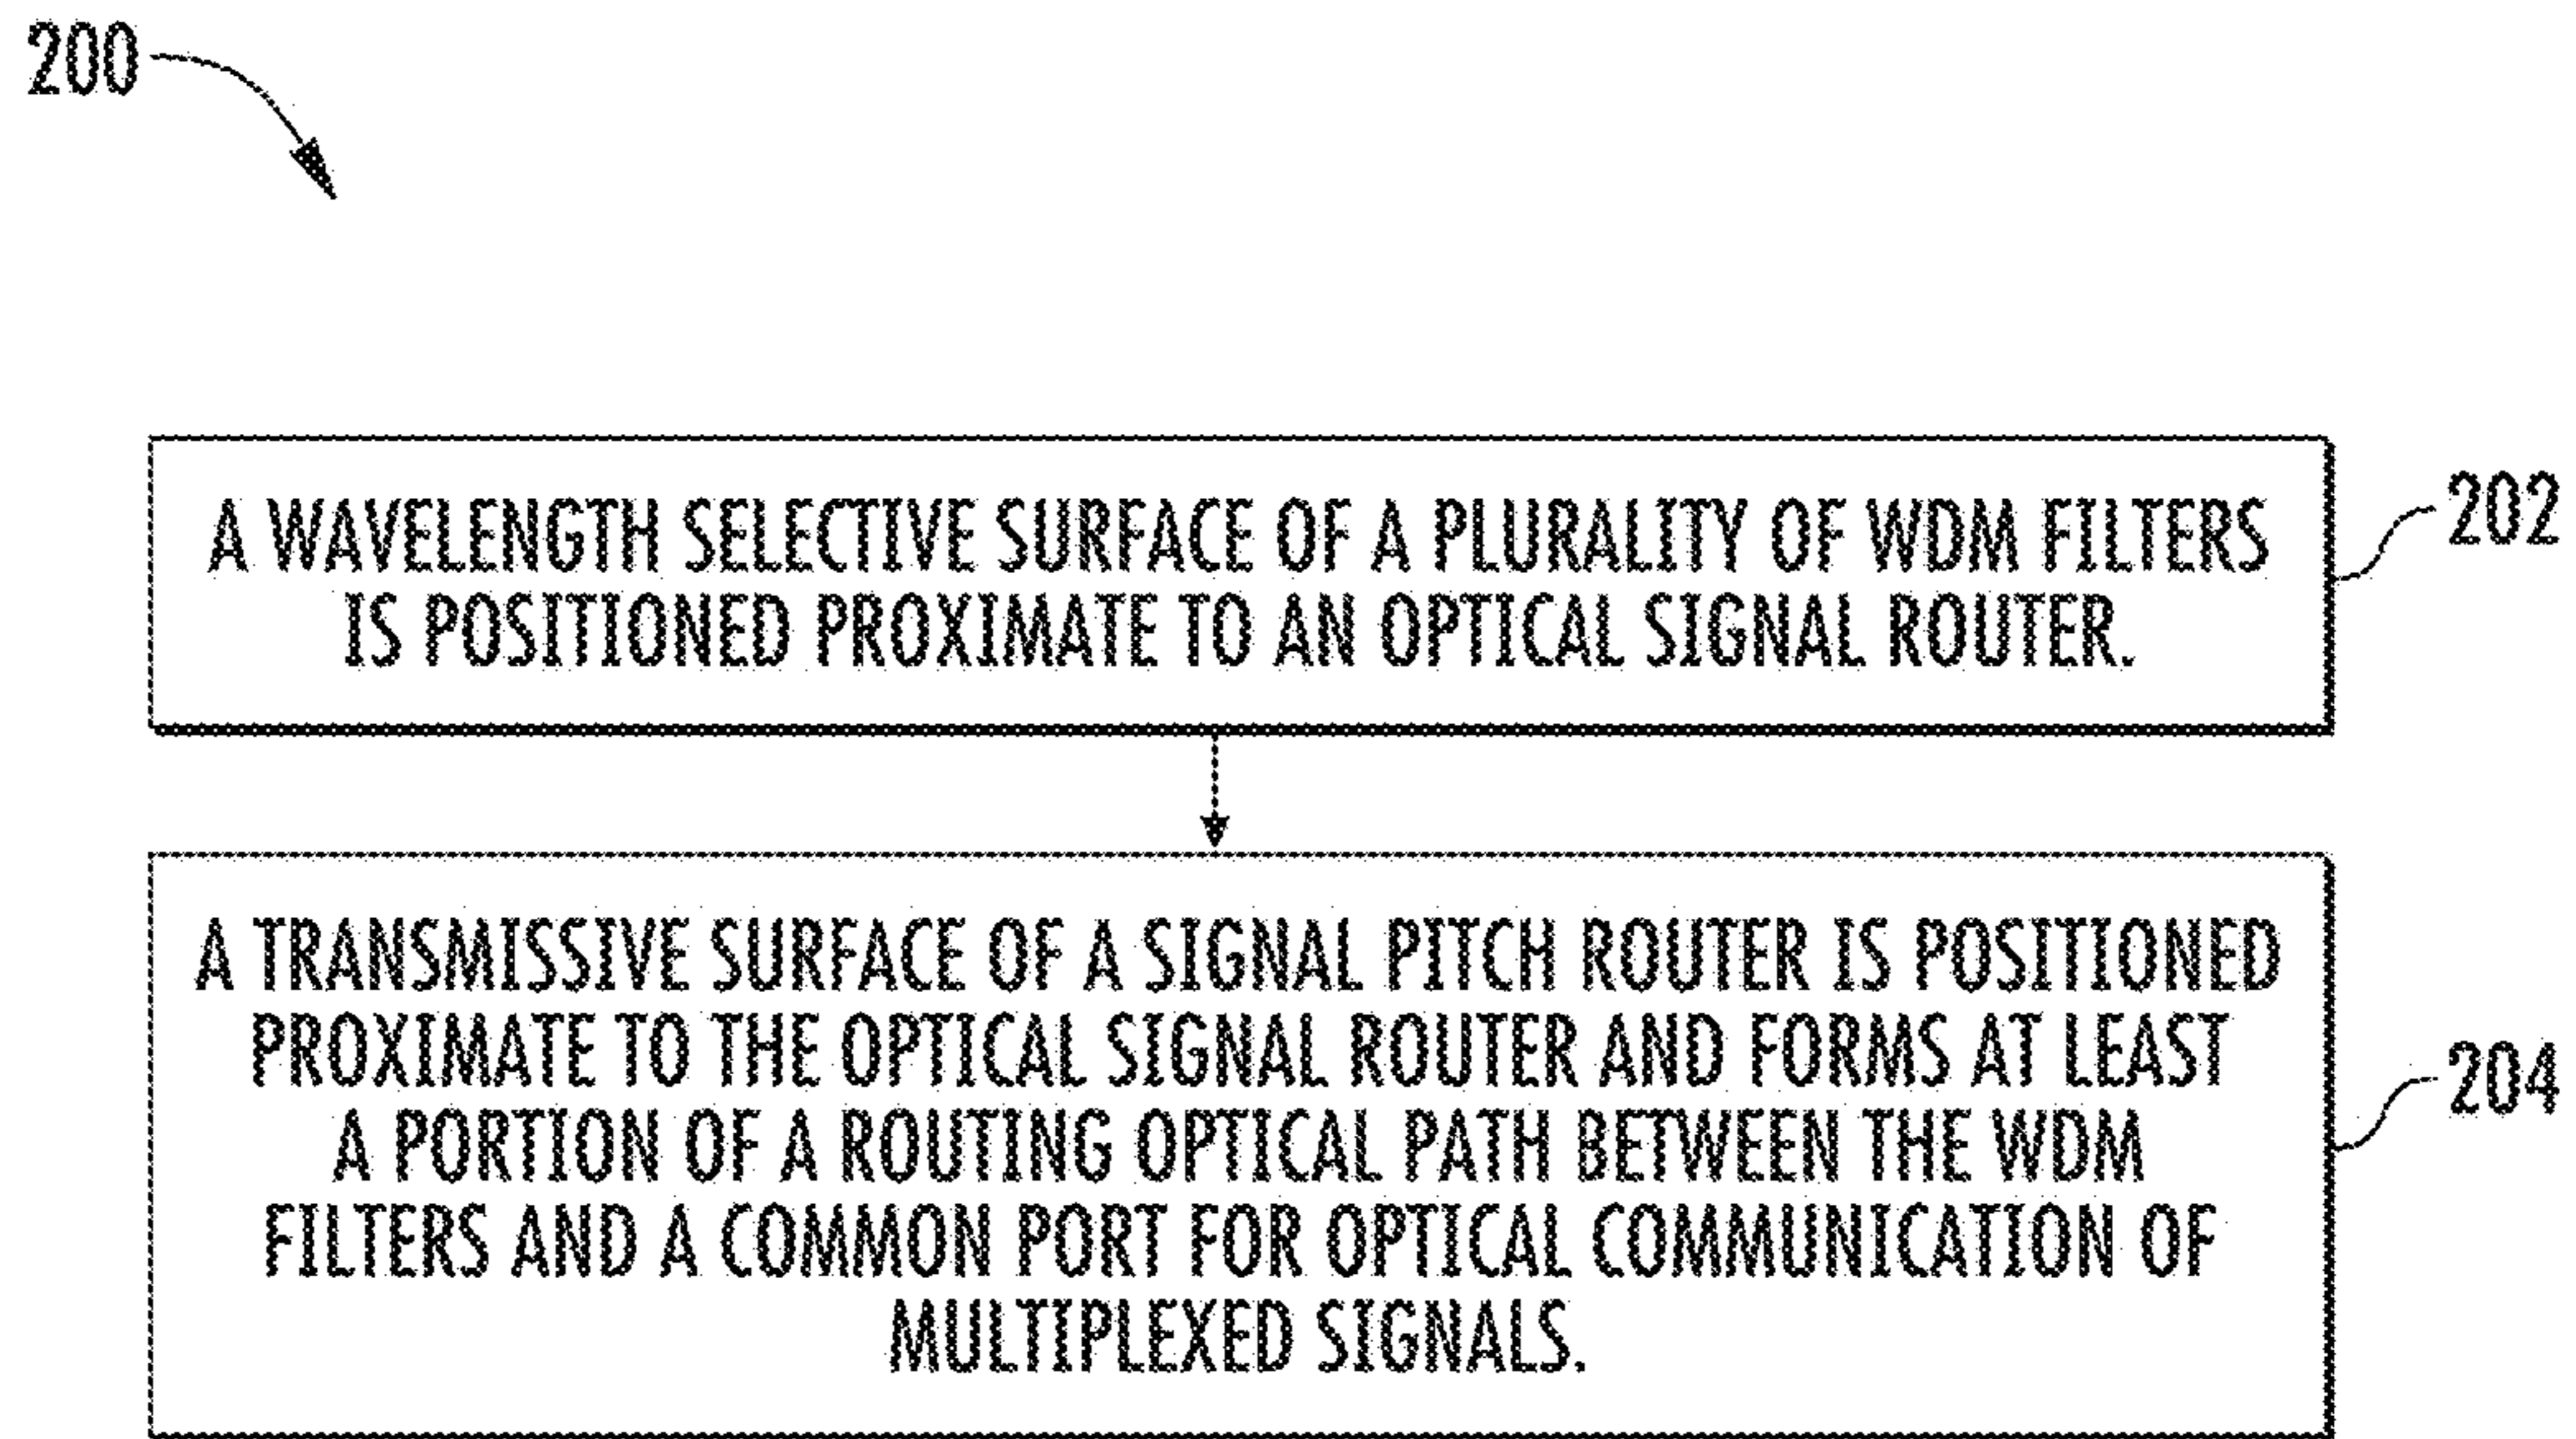 200
A WAVELENGTH SELECTIVE SURFACE OF A PLURALITY OF WDM FILTERS
IS POSITIONED PROXIMATE TO AN OPTICAL SIGNAL ROUTER.
202
A TRANSMISSIVE SURFACE OF A SIGNAL PITCH ROUTER IS POSITIONED
PROXIMATE TO THE OPTICAL SIGNAL ROUTER AND FORMS AT LEAST
A PORTION OF A ROUTING OPTICAL PATH BETWEEN THE WDM
FILTERS AND A COMMON PORT FOR OPTICAL COMMUNICATION OF
MULTIPLEXED SIGNALS.
204